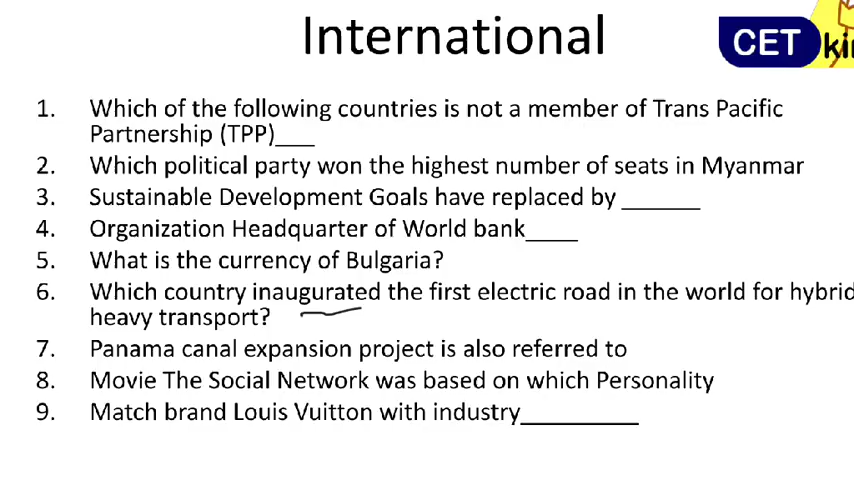 International
CET
1. Which of the following countries is not a member of Trans Pacific
Partnership (TPP)___
2. Which political party won the highest number of seats in Myanmar
3. Sustainable Development Goals have replaced by ______
4. Organization Headquarter of World bank____
5. What is the currency of Bulgaria?
6. Which country inaugurated the first electric road in the world for hybrid
heavy transport?
7. Panama canal expansion project is also referred to
8. Movie The Social Network was based on which Personality
9. Match brand Louis Vuitton with industry_________